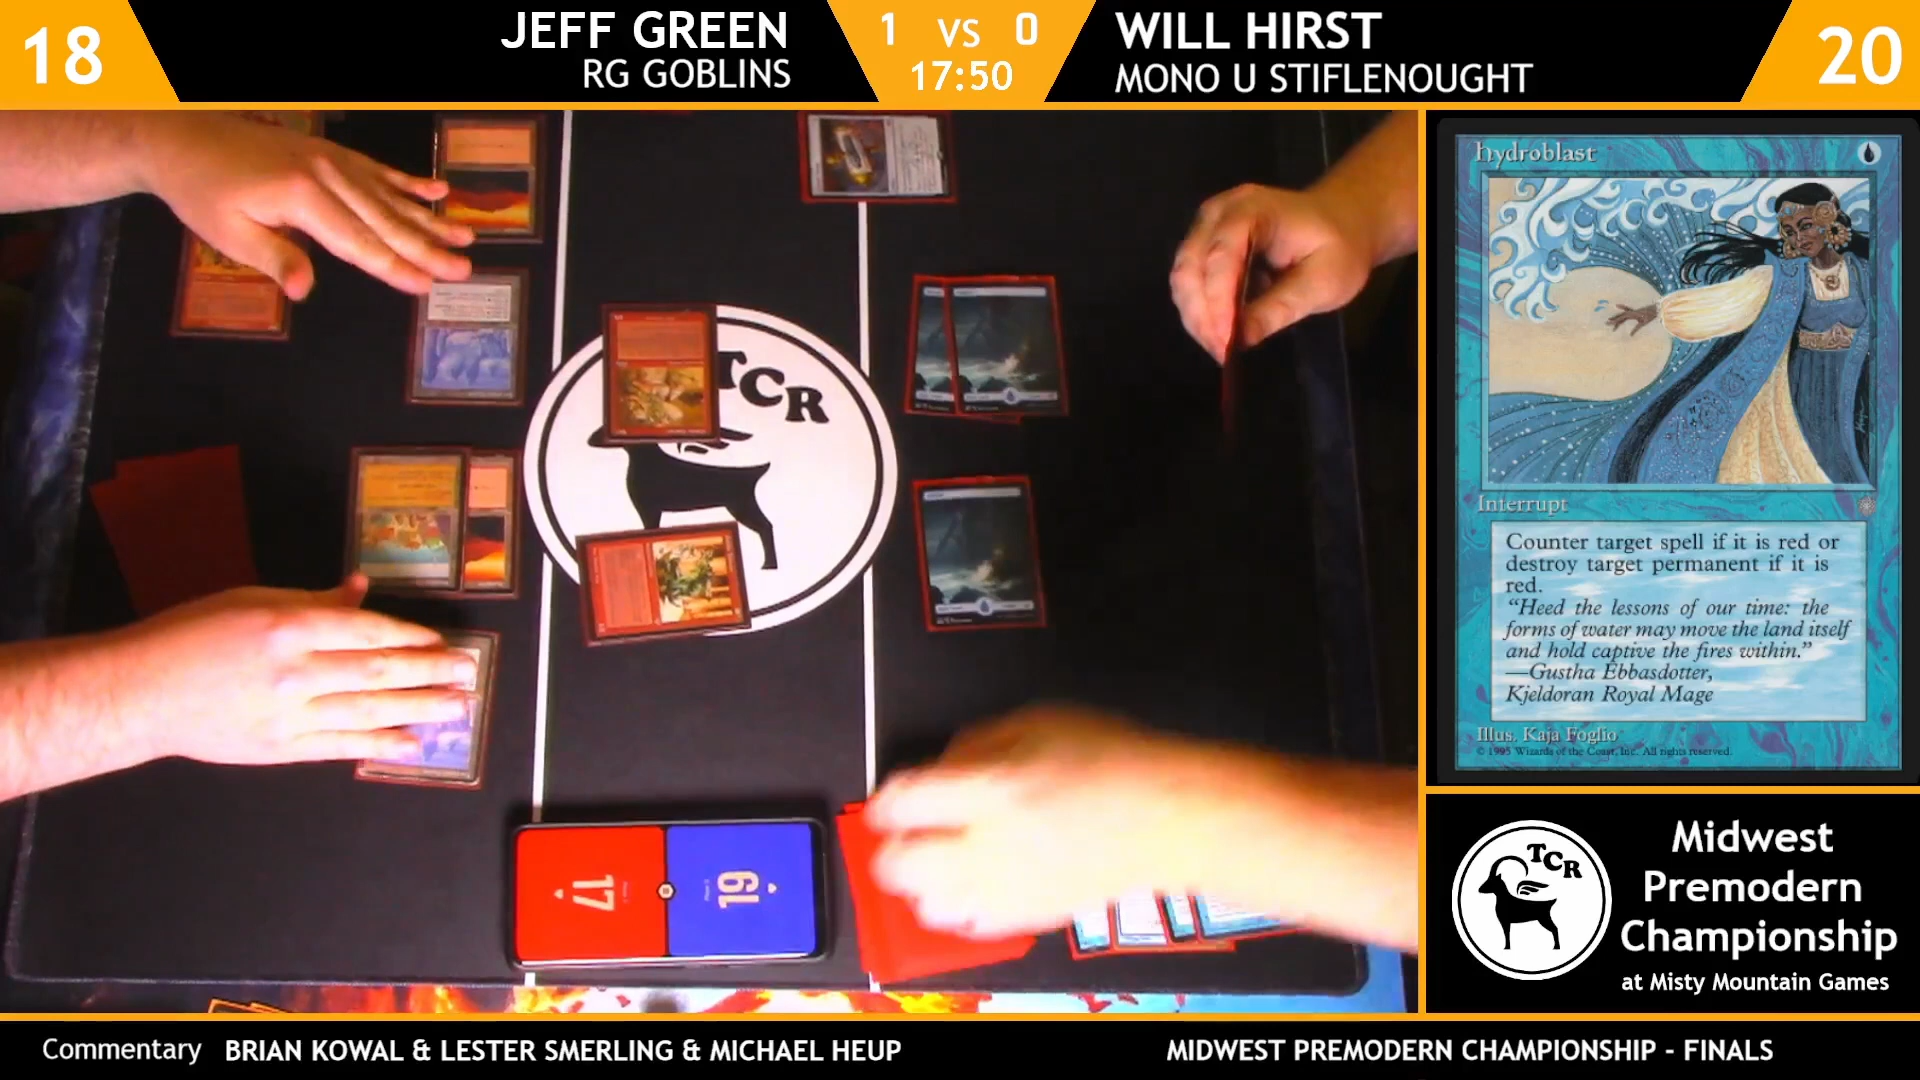 18
JEFF GREEN
RG GOBLINS
1 VS 0
17:50
WILL HIRST
MONO U STIFLENOUGHT
20
TCR
17
19
Hydroblast
Interrupt
Counter target spell if it is red or
destroy target permanent if it is
red.
"Heed the lessons of our time: the
forms of water may move the land itself
and hold captive the fires within."
—Gustha Ebbasdotter,
Kjeldoran Royal Mage
Illus. Kaja Foglio
© 1995 Wizards of the Coast, Inc. All rights reserved.
TCR
Midwest
Premodern
Championship
at Misty Mountain Games
Commentary BRIAN KOWAL & LESTER SMERLING & MICHAEL HEUP
MIDWEST PREMODERN CHAMPIONSHIP - FINALS